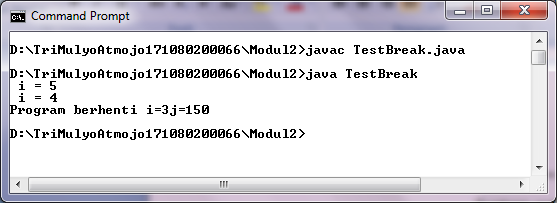 Command Prompt
D:\TriMulyoAtmojo171080200066\Modul2>javac TestBreak.java
D:\TriMulyoAtmojo171080200066\Modul2>java TestBreak
i = 5
i = 4
Program berhenti i=3j=150
D:\TriMulyoAtmojo171080200066\Modul2>